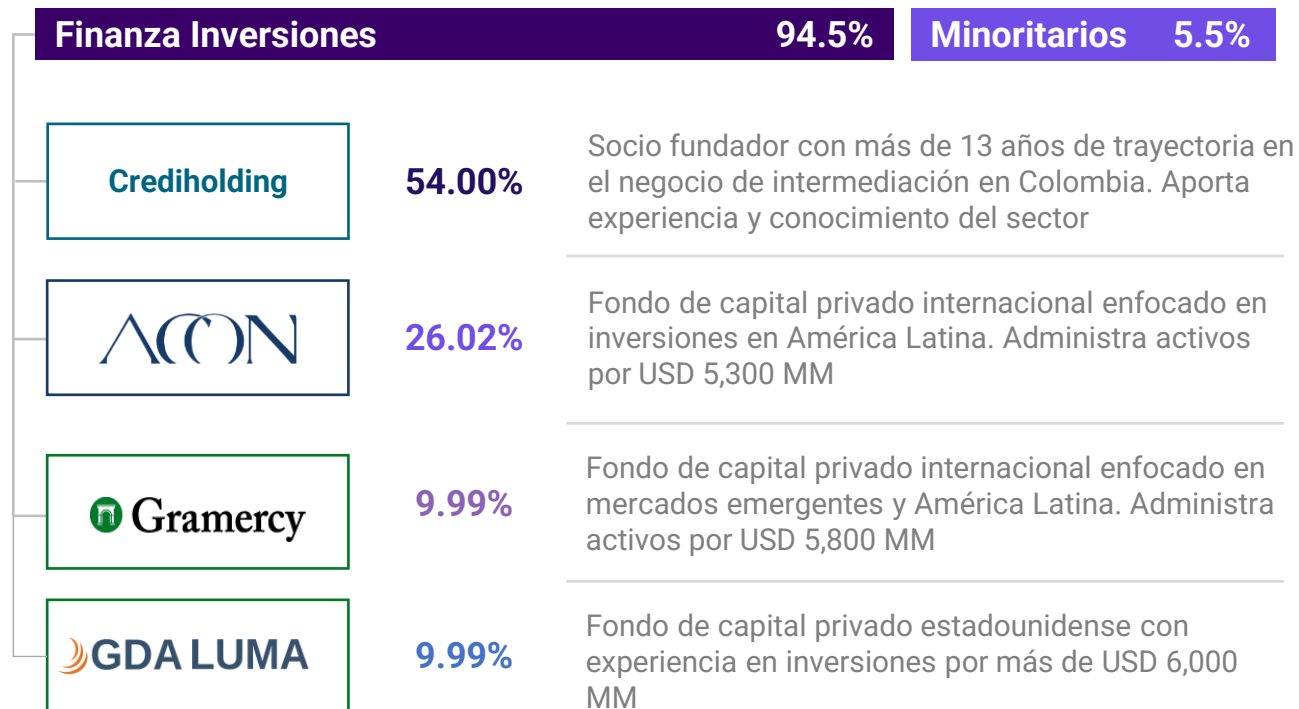 Finanza Inversiones 94.5% Minoritarios 5.5%
Crediholding
54.00%
Socio fundador con más de 13 años de trayectoria en
el negocio de intermediación en Colombia. Aporta
experiencia y conocimiento del sector
ACON
26.02%
Fondo de capital privado internacional enfocado en
inversiones en América Latina. Administra activos
por USD 5,300 MM
Gramercy
9.99%
Fondo de capital privado internacional enfocado en
mercados emergentes y América Latina. Administra
activos por USD 5,800 MM
GDA LUMA
9.99%
Fondo de capital privado estadounidense con
experiencia en inversiones por más de USD 6,000
MM